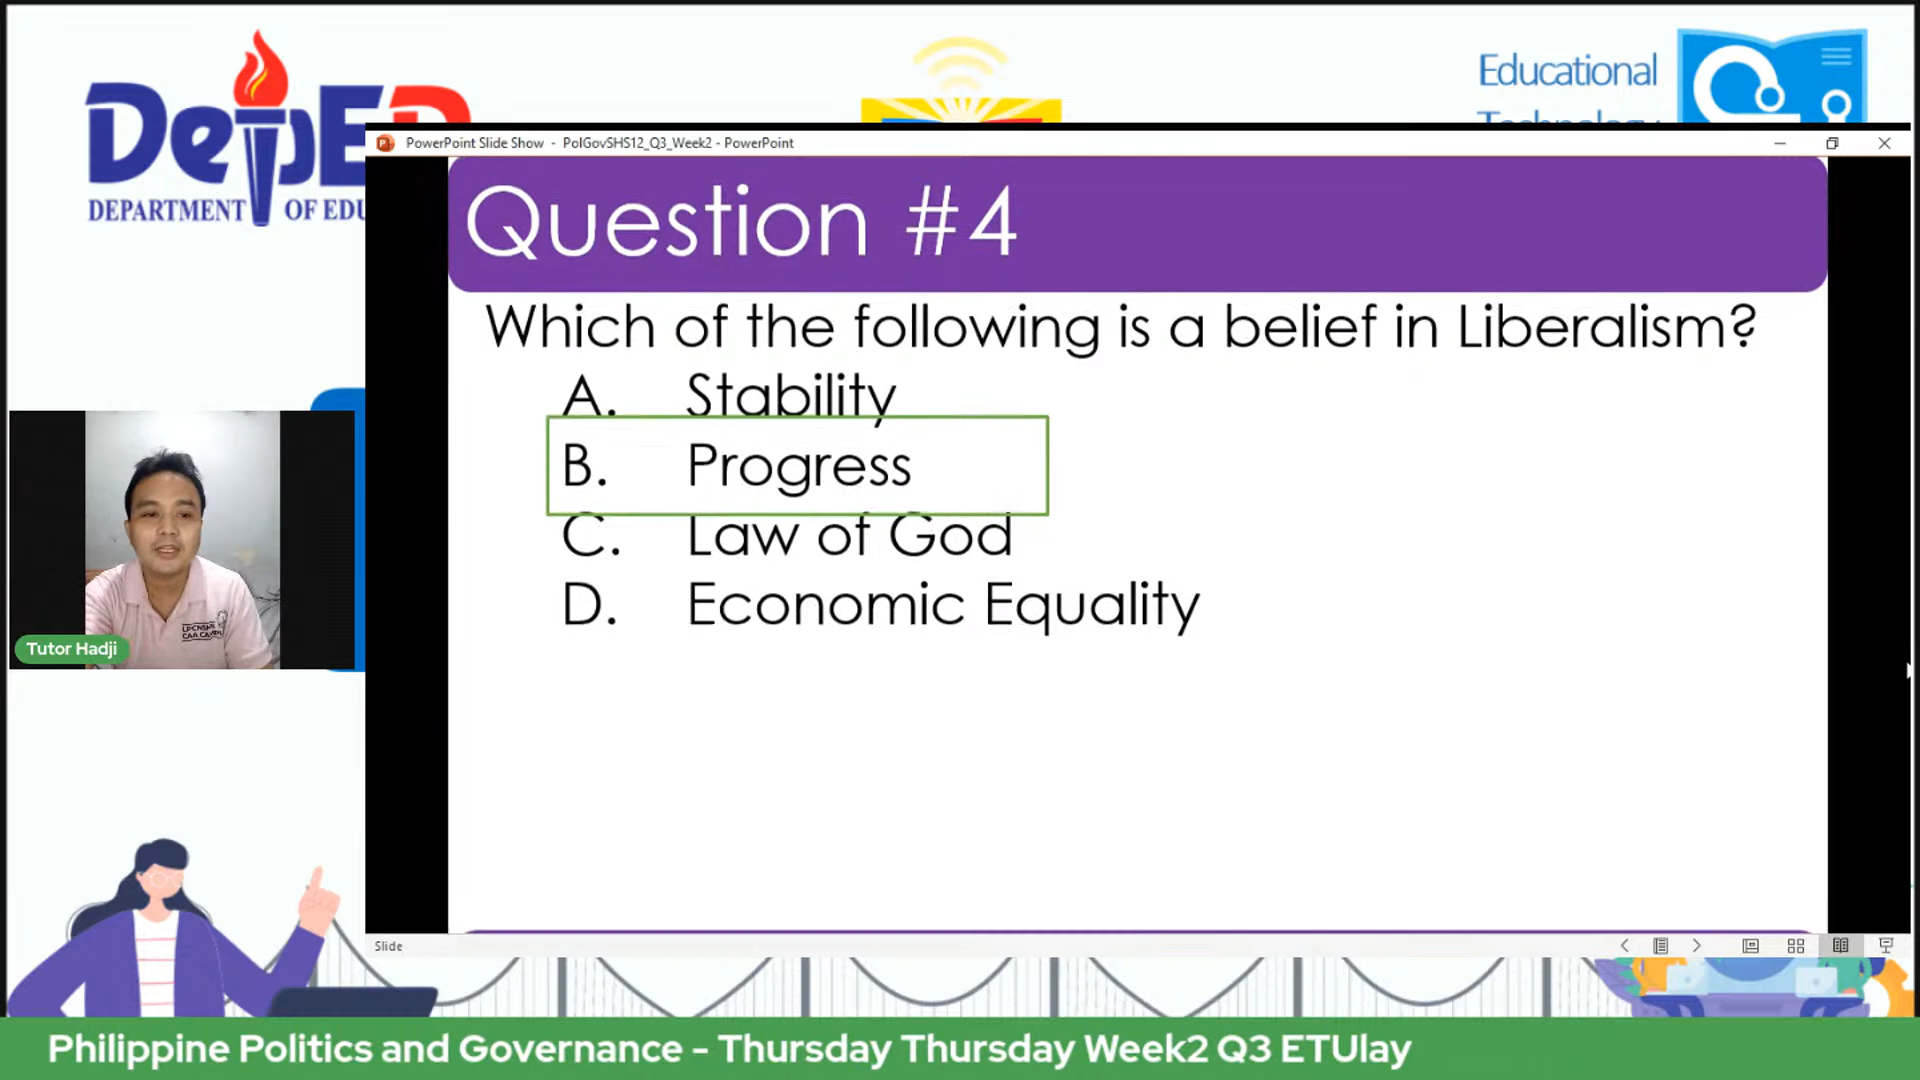 DepED
DEPARTMENT OF EDU
Educational
Technology
PowerPoint Slide Show - PolGovSHS12_Q3_Week2 - PowerPoint
Question #4
Which of the following is a belief in Liberalism?
A. Stability
B. Progress
C. Law of God
D. Economic Equality
LPCNSHS
Tutor Hadji
Slide
Philippine Politics and Governance - Thursday Thursday Week2 Q3 ETUlay